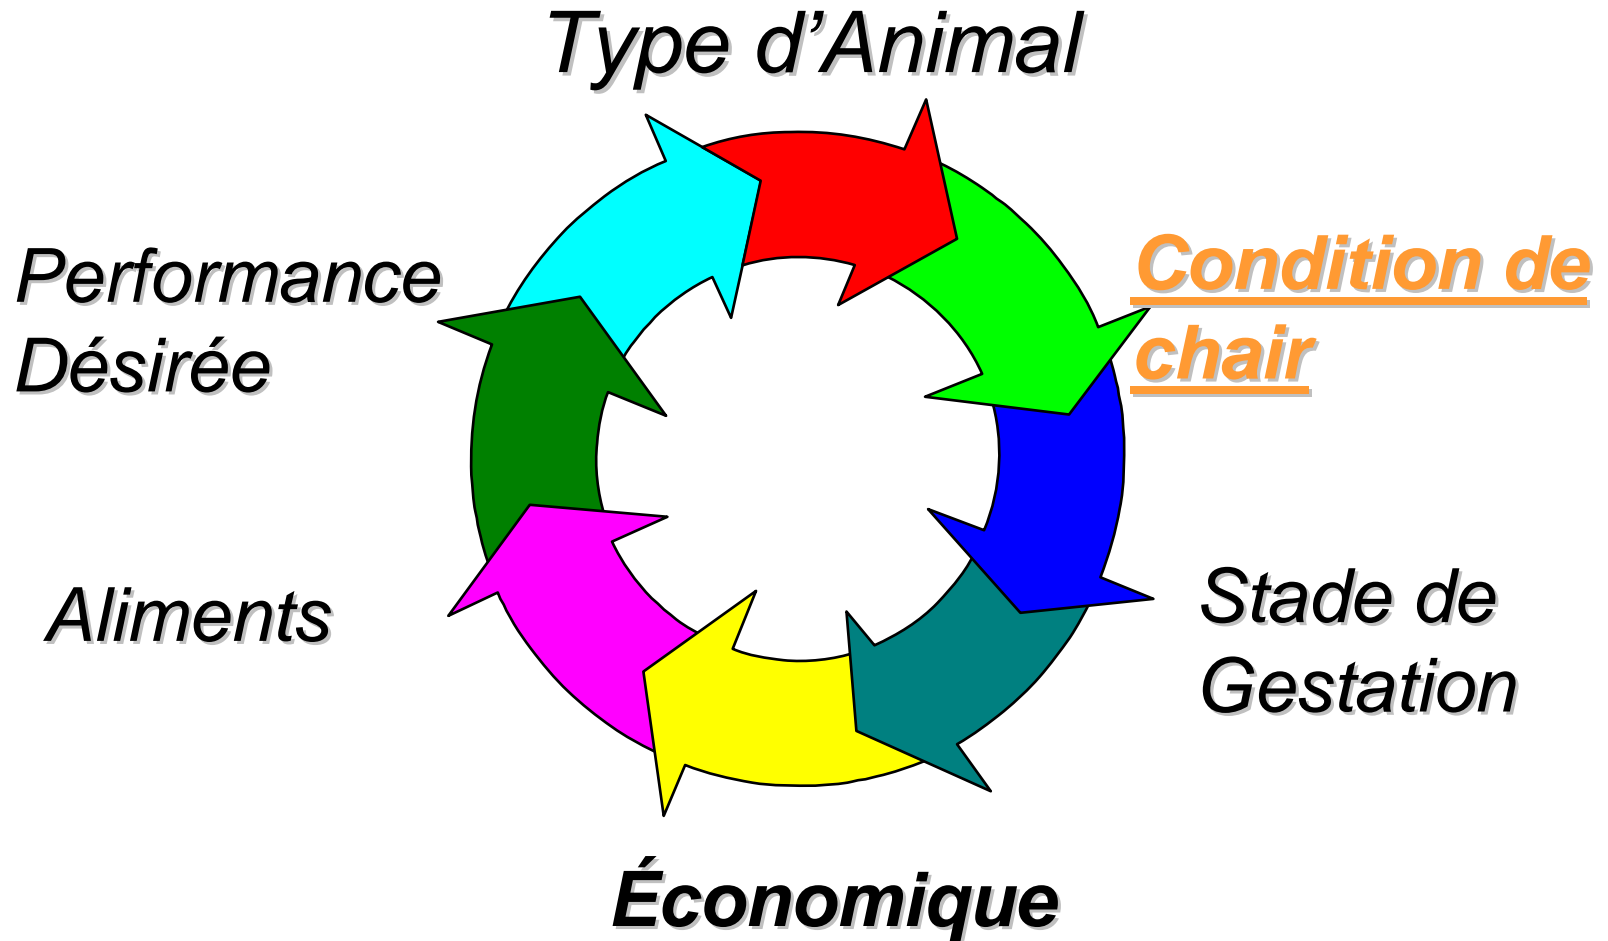 Type d’Animal
Condition de
chair
Performance
Désirée
Stade de
Gestation
Aliments
Économique